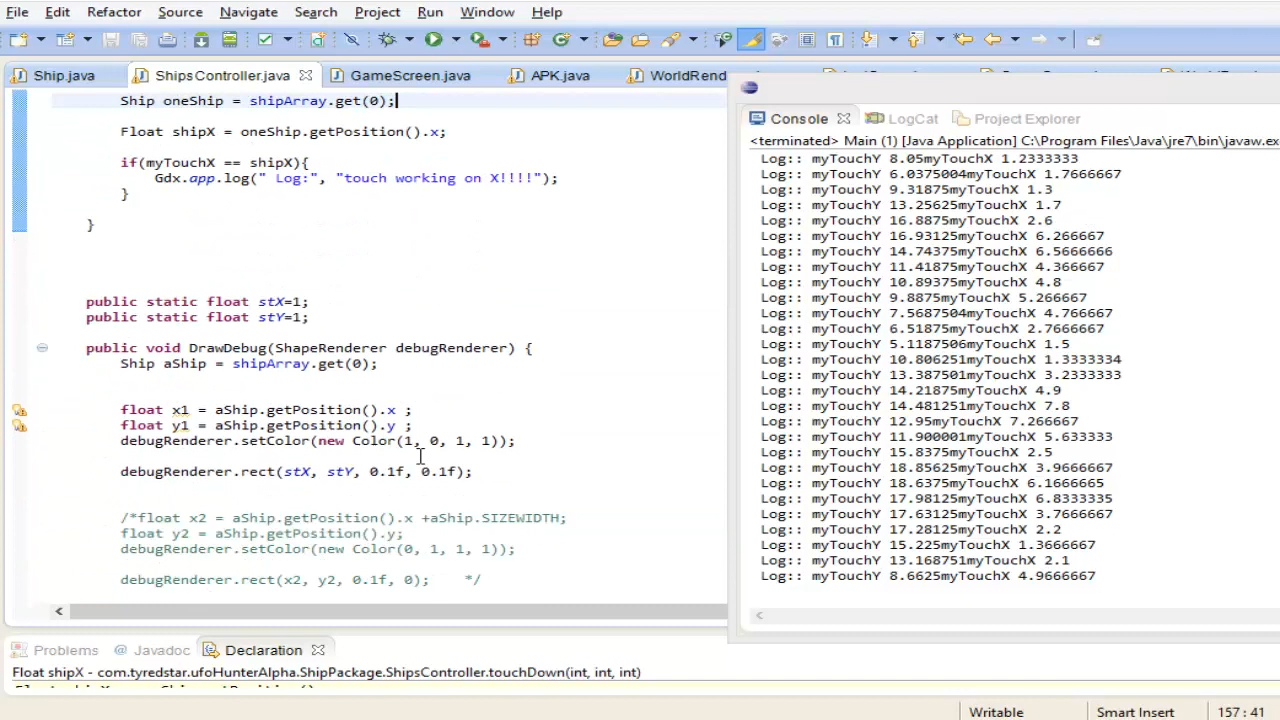 File Edit Refactor Source Navigate Search Project Run Window Help
Ship.java ShipsController.java GameScreen.java APK.java WorldRend
Ship oneShip = shipArray.get(0);
Float shipX = oneShip.getPosition().x;
if(myTouchX == shipX){
Gdx.app.log(" Log:", "touch working on X!!!!");
}
}
public static float stX=1;
public static float stY=1;
public void DrawDebug(ShapeRenderer debugRenderer) {
Ship aShip = shipArray.get(0);
float x1 = aShip.getPosition().x ;
float y1 = aShip.getPosition().y ;
debugRenderer.setColor(new Color(1, 0, 1, 1));
debugRenderer.rect(stX, stY, 0.1f, 0.1f);
/*float x2 = aShip.getPosition().x +aShip.SIZEWIDTH;
float y2 = aShip.getPosition().y;
debugRenderer.setColor(new Color(0, 1, 1, 1));
debugRenderer.rect(x2, y2, 0.1f, 0); */
Console LogCat Project Explorer
<terminated> Main (1) [Java Application] C:\Program Files\Java\jre7\bin\javaw.ex
Log:: myTouchY 8.05myTouchX 1.2333333
Log:: myTouchY 6.0375004myTouchX 1.7666667
Log:: myTouchY 9.31875myTouchX 1.3
Log:: myTouchY 13.25625myTouchX 1.7
Log:: myTouchY 16.8875myTouchX 2.6
Log:: myTouchY 16.93125myTouchX 6.266667
Log:: myTouchY 14.74375myTouchX 6.5666666
Log:: myTouchY 11.41875myTouchX 4.366667
Log:: myTouchY 10.89375myTouchX 4.8
Log:: myTouchY 9.8875myTouchX 5.266667
Log:: myTouchY 7.5687504myTouchX 4.766667
Log:: myTouchY 6.51875myTouchX 2.7666667
Log:: myTouchY 5.1187506myTouchX 1.5
Log:: myTouchY 10.806251myTouchX 1.3333334
Log:: myTouchY 13.387501myTouchX 3.2333333
Log:: myTouchY 14.21875myTouchX 4.9
Log:: myTouchY 14.481251myTouchX 7.8
Log:: myTouchY 12.95myTouchX 7.266667
Log:: myTouchY 11.900001myTouchX 5.633333
Log:: myTouchY 15.8375myTouchX 2.5
Log:: myTouchY 18.85625myTouchX 3.9666667
Log:: myTouchY 18.6375myTouchX 6.1666665
Log:: myTouchY 17.98125myTouchX 6.8333335
Log:: myTouchY 17.63125myTouchX 3.7666667
Log:: myTouchY 17.28125myTouchX 2.2
Log:: myTouchY 15.225myTouchX 1.3666667
Log:: myTouchY 13.168751myTouchX 2.1
Log:: myTouchY 8.6625myTouchX 4.9666667
Problems Javadoc Declaration
Float shipX - com.tyredstar.ufoHunterAlpha.ShipPackage.ShipsController.touchDown(int, int, int)
Writable Smart Insert 157 : 41